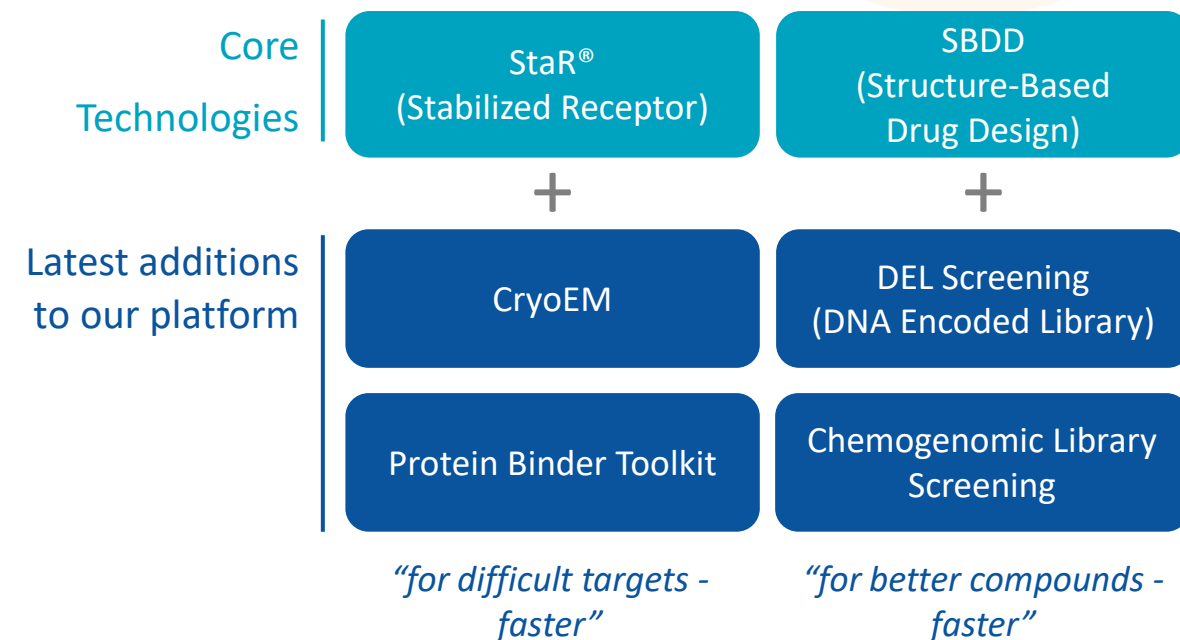 Core
Technologies
StaR®
(Stabilized Receptor)
SBDD
(Structure-Based
Drug Design)
+
+
Latest additions
to our platform
CryoEM
DEL Screening
(DNA Encoded Library)
Protein Binder Toolkit
Chemogenomic Library
Screening
“for difficult targets -
faster”
“for better compounds -
faster”